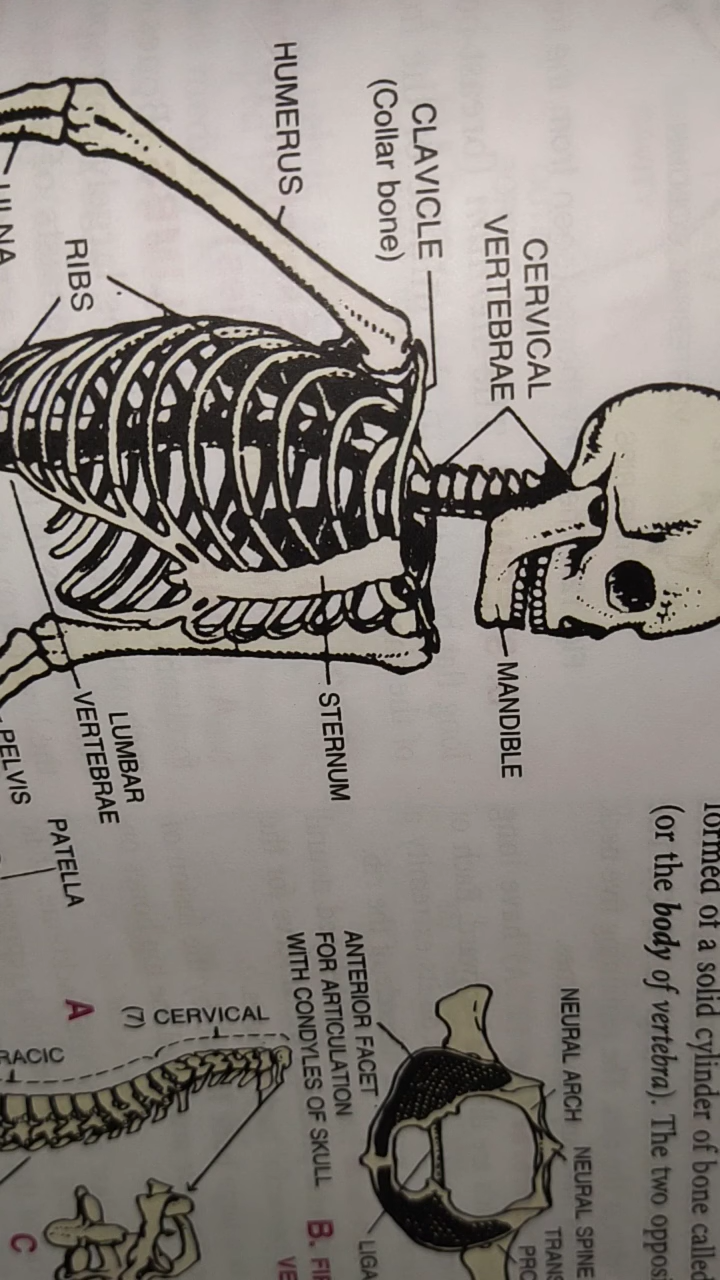 formed of a solid cylinder of bone called
(or the body of vertebra). The two
CERVICAL
VERTEBRAE
CLAVICLE
(Collar bone)
HUMERUS
RIBS
ULNA
MANDIBLE
STERNUM
LUMBAR
VERTEBRAE
PELVIS
PATELLA
NEURAL ARCH
NEURAL SPINE
ANTERIOR FACET
FOR ARTICULATION
WITH CONDYLES OF SKULL
(7) CERVICAL
A
B.
C